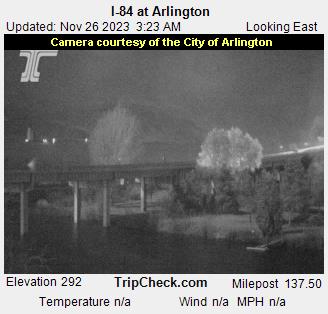 I-84 at Arlington
Updated: Nov 26 2023 3:23 AM Looking East
Camera courtesy of the City of Arlington
Elevation 292 TripCheck.com Milepost 137.50
Temperature n/a Wind n/a MPH n/a